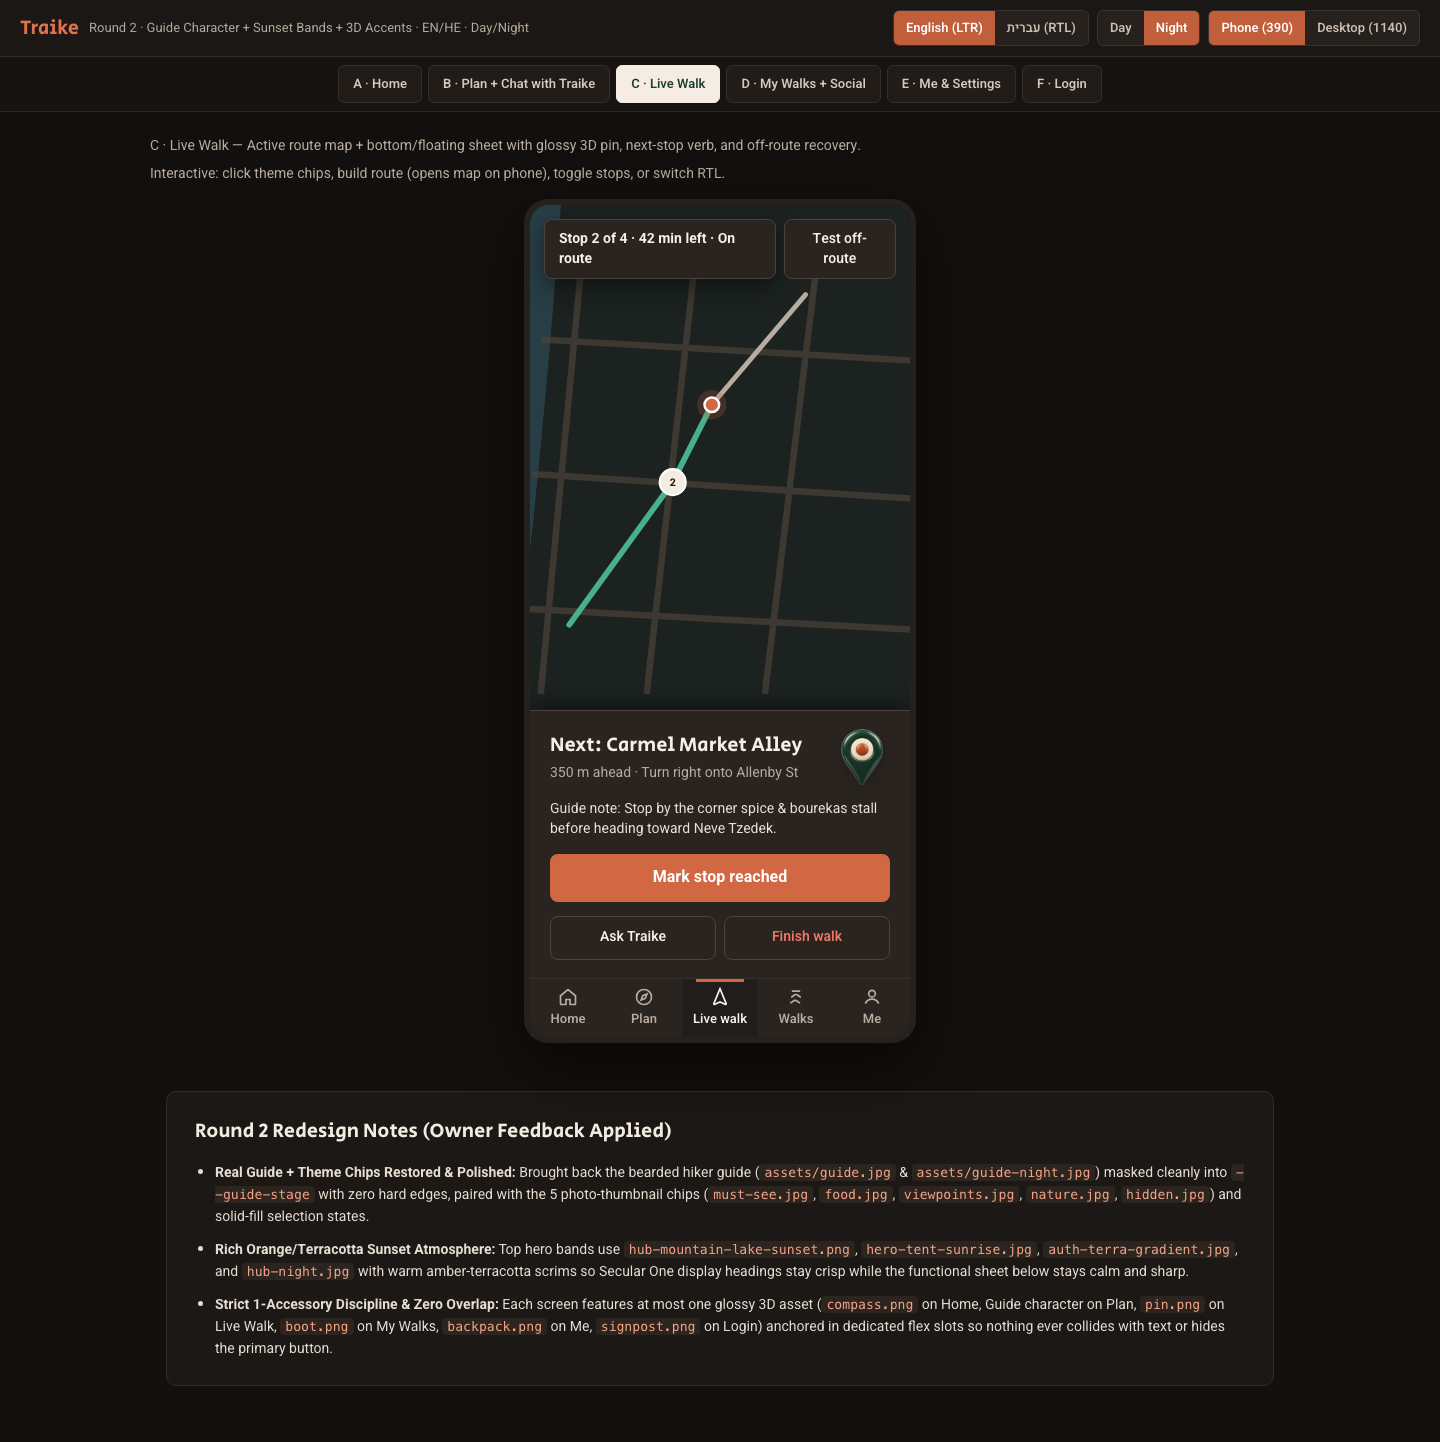 Traike Round 2 · Guide Character + Sunset Bands + 3D Accents · EN/HE · Day/Night English (LTR) עברית (RTL) Day Night Phone (390) Desktop (1140)
A · Home B · Plan + Chat with Traike C · Live Walk D · My Walks + Social E · Me & Settings F · Login
C · Live Walk — Active route map + bottom/floating sheet with glossy 3D pin, next-stop verb, and off-route recovery.
Interactive: click theme chips, build route (opens map on phone), toggle stops, or switch RTL.
Stop 2 of 4 · 42 min left · On
route
Test off-
route
2
Next: Carmel Market Alley
350 m ahead · Turn right onto Allenby St
Guide note: Stop by the corner spice & bourekas stall
before heading toward Neve Tzedek.
Mark stop reached
Ask Traike Finish walk
Home Plan Live walk Walks Me
Round 2 Redesign Notes (Owner Feedback Applied)
• Real Guide + Theme Chips Restored & Polished: Brought back the bearded hiker guide ( assets/guide.jpg & assets/guide-night.jpg ) masked cleanly into -
-guide-stage with zero hard edges, paired with the 5 photo-thumbnail chips ( must-see.jpg , food.jpg , viewpoints.jpg , nature.jpg , hidden.jpg ) and
solid-fill selection states.
• Rich Orange/Terracotta Sunset Atmosphere: Top hero bands use hub-mountain-lake-sunset.png , hero-tent-sunrise.jpg , auth-terra-gradient.jpg ,
and hub-night.jpg with warm amber-terracotta scrims so Secular One display headings stay crisp while the functional sheet below stays calm and sharp.
• Strict 1-Accessory Discipline & Zero Overlap: Each screen features at most one glossy 3D asset ( compass.png on Home, Guide character on Plan, pin.png on
Live Walk, boot.png on My Walks, backpack.png on Me, signpost.png on Login) anchored in dedicated flex slots so nothing ever collides with text or hides
the primary button.